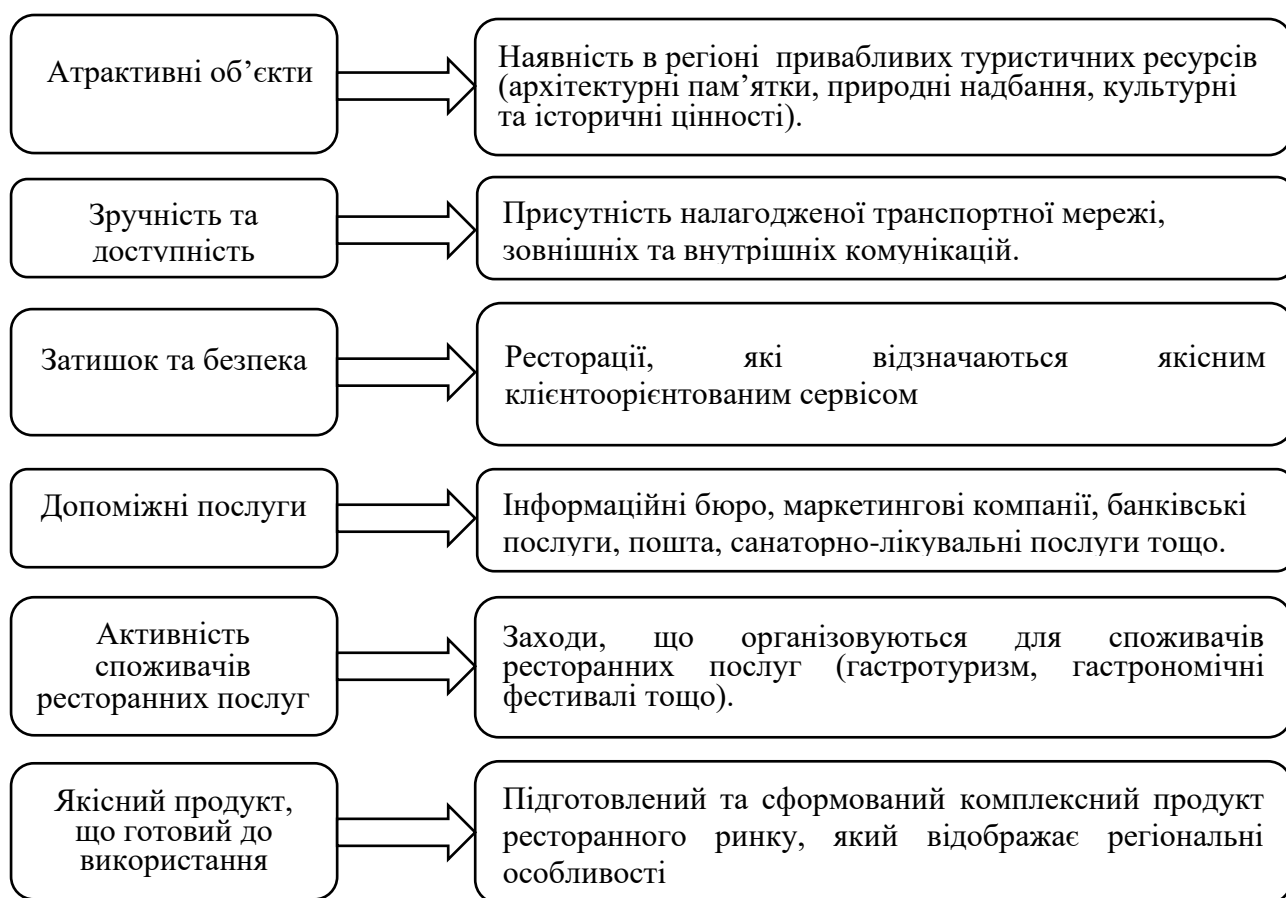 Атрактивні об’єкти
Наявність в регіоні привабливих туристичних ресурсів
(архітектурні пам’ятки, природні надбання, культурні
та історичні цінності).
Зручність та
доступність
Присутність налагодженої транспортної мережі,
зовнішніх та внутрішніх комунікацій.
Затишок та безпека
Ресторації, які відзначаються якісним
клієнтоорієнтованим сервісом
Допоміжні послуги
Інформаційні бюро, маркетингові компанії, банківські
послуги, пошта, санаторно-лікувальні послуги тощо.
Активність
споживачів
ресторанних послуг
Заходи, що організовуються для споживачів
ресторанних послуг (гастротуризм, гастрономічні
фестивалі тощо).
Якісний продукт,
що готовий до
використання
Підготовлений та сформований комплексний продукт
ресторанного ринку, який відображає регіональні
особливості